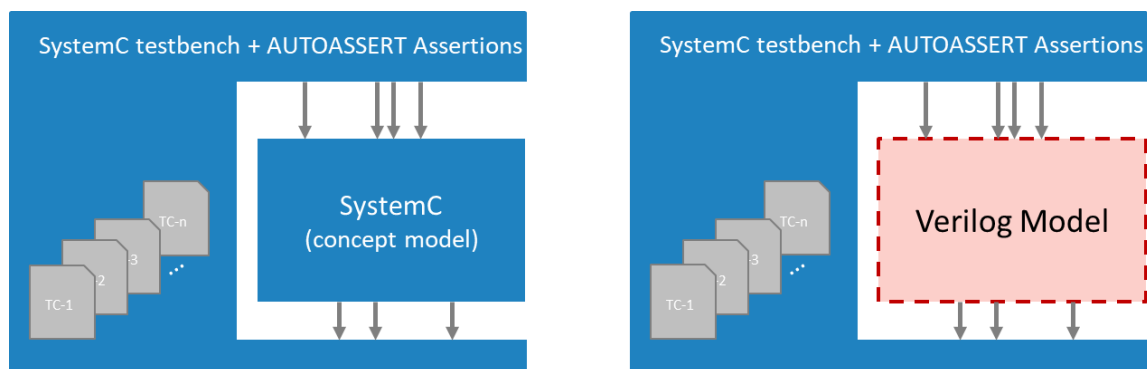 SystemC testbench + AUTOASSERT Assertions
SystemC
(concept model)
TC-n
-3
-2
TC-1
...
SystemC testbench + AUTOASSERT Assertions
Verilog Model
TC-n
-3
-2
TC-1
...